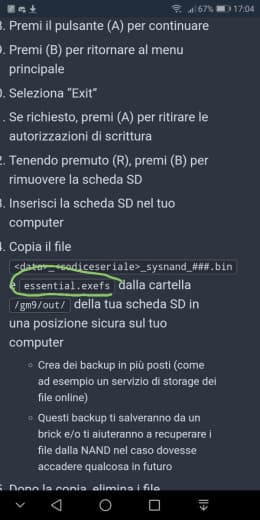 67% 17:04
. Premi il pulsante (A) per continuare
. Premi (B) per ritornare al menu
principale
. Seleziona "Exit"
. Se richiesto, premi (A) per ritirare le
autorizzazioni di scrittura
2. Tenendo premuto (R), premi (B) per
rimuovere la scheda SD
3. Inserisci la scheda SD nel tuo
computer
4. Copia il file
<data>_<codiceseriale>_sysnand_###.bin
e essential.exefs dalla cartella
/gm9/out/ della tua scheda SD in
una posizione sicura sul tuo
computer
Crea dei backup in più posti (come
ad esempio un servizio di storage dei
file online)
Questi backup ti salveranno da un
brick e/o ti aiuteranno a recuperare i
file dalla NAND nel caso dovesse
accadere qualcosa in futuro
Dopo la copia, elimina i file